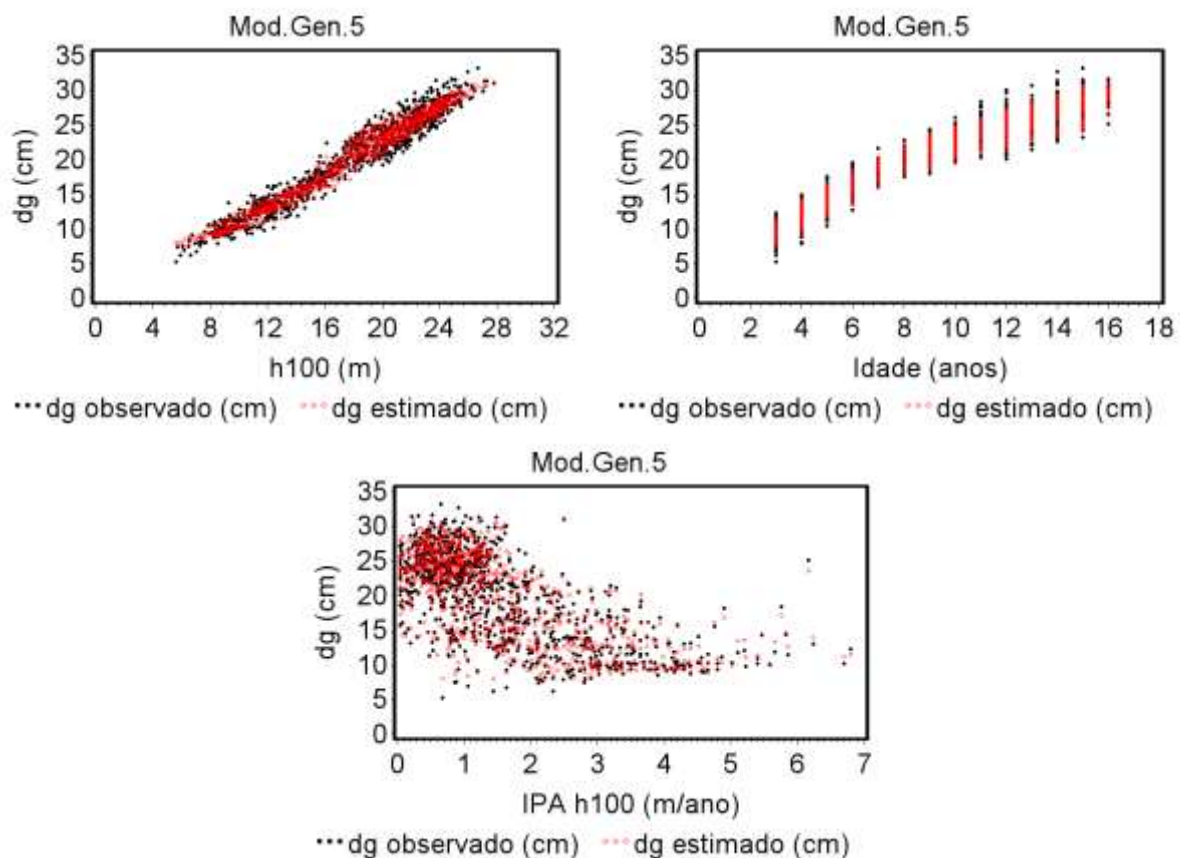 Mod.Gen.5
35
30
25
20
15
10
5
0
dg (cm)
0 4 8 12 16 20 24 28 32
h100 (m)
dg observado (cm) dg estimado (cm)
Mod.Gen.5
35
30
25
20
15
10
5
0
dg (cm)
0 2 4 6 8 10 12 14 16 18
Idade (anos)
dg observado (cm) dg estimado (cm)
Mod.Gen.5
35
30
25
20
15
10
5
0
dg (cm)
0 1 2 3 4 5 6 7
IPA h100 (m/ano)
dg observado (cm) dg estimado (cm)